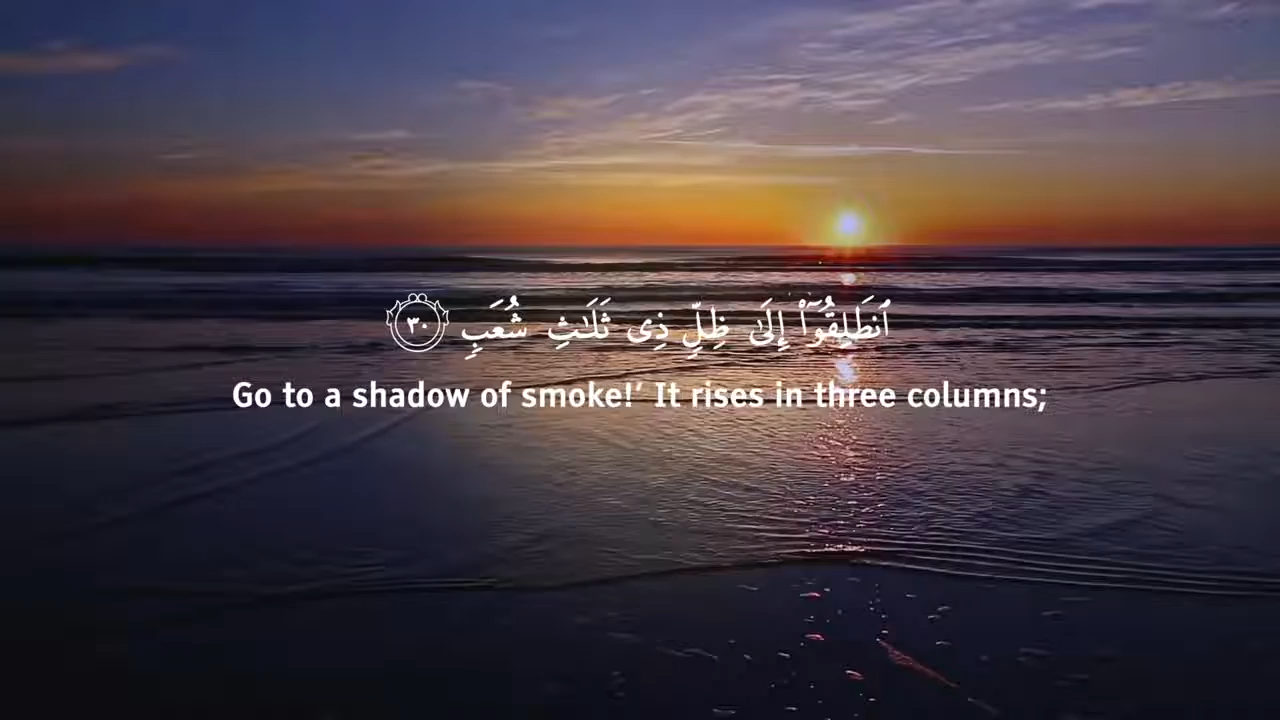 ٱنطَلِقُوٓا۟ إِلَىٰ ظِلٍّ ذِى ثَلَـٰثِ شُعَبٍ ٣٠
Go to a shadow of smoke!’ It rises in three columns;